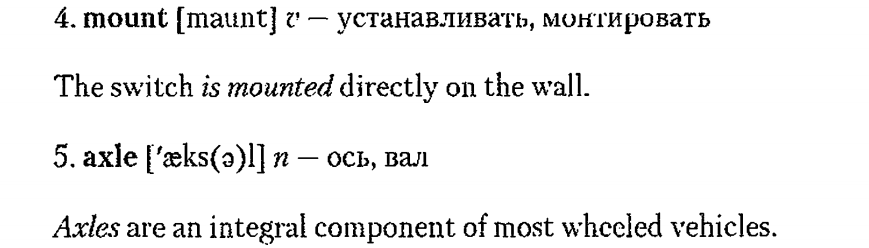 4. mount [maunt] v – устанавливать, монтировать
The switch is mounted directly on the wall.
5. axle [ˈæks(ə)l] n – ось, вал
Axles are an integral component of most wheeled vehicles.